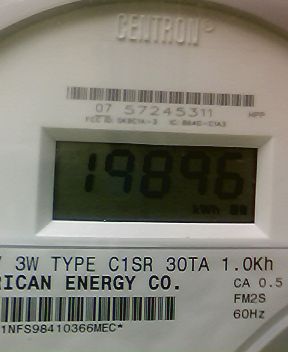 CENTRON®
07 57245311 HPP
19896
kWh
/ 3W TYPE C1SR 30TA 1.0Kh
RICAN ENERGY CO. CA 0.5
FM2S
60Hz
1NFS98410366MEC*